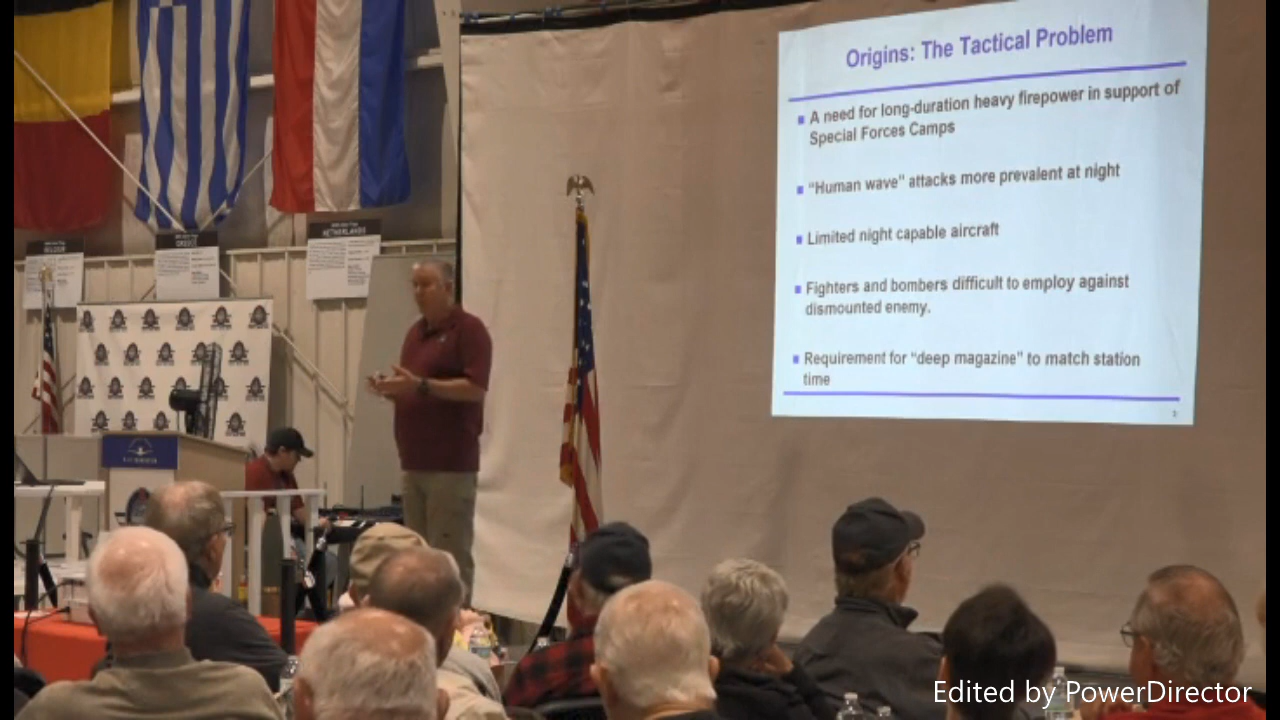 Origins: The Tactical Problem
A need for long-duration heavy firepower in support of
Special Forces Camps
“Human wave” attacks more prevalent at night
Limited night capable aircraft
Fighters and bombers difficult to employ against
dismounted enemy.
Requirement for “deep magazine” to match station
time
GREECE
NETHERLANDS
Edited by PowerDirector